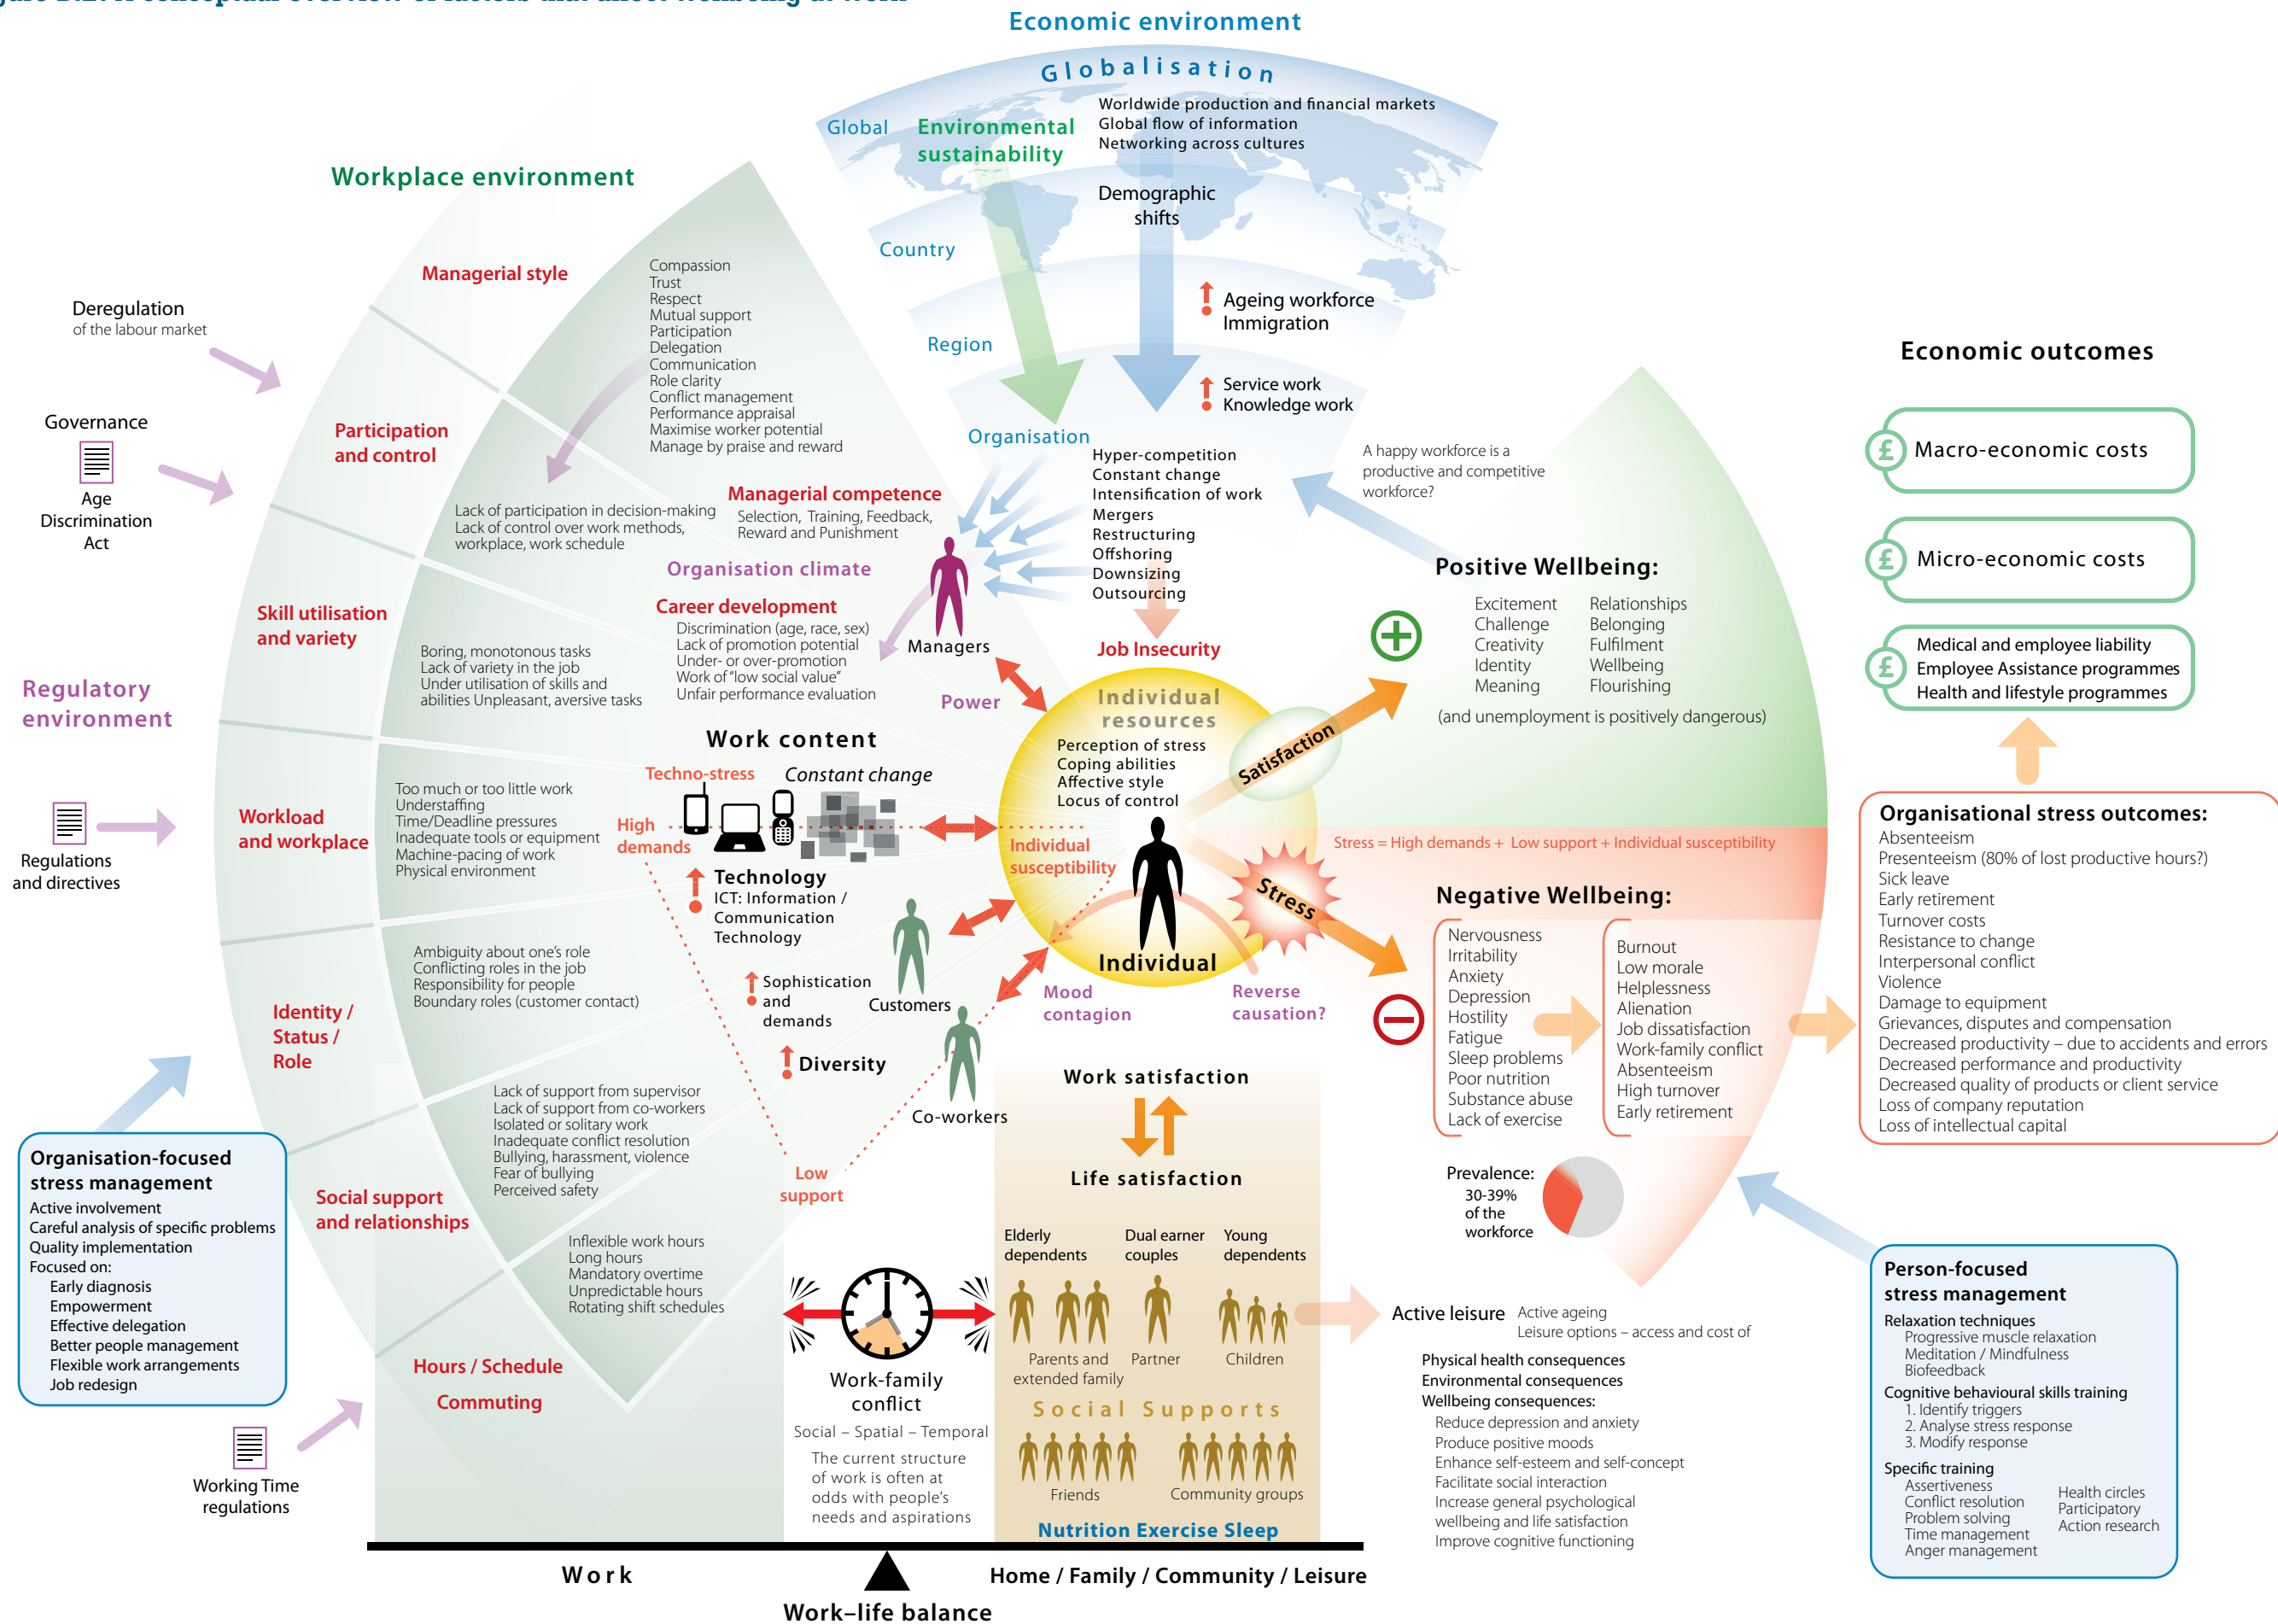 Economic environment
Globalisation
Worldwide production and financial markets
Global flow of information
Networking across cultures
Global
Environmental
sustainability
Demographic
shifts
Country
Ageing workforce
Immigration
Region
Service work
Knowledge work
Organisation
Hyper-competition
Constant change
Intensification of work
Mergers
Restructuring
Offshoring
Downsizing
Outsourcing
Job Insecurity
Workplace environment
Managerial style
Compassion
Trust
Respect
Mutual support
Participation
Delegation
Communication
Role clarity
Conflict management
Performance appraisal
Maximise worker potential
Manage by praise and reward
Deregulation
of the labour market
Governance
Age
Discrimination
Act
Regulatory
environment
Regulations
and directives
Participation
and control
Lack of participation in decision-making
Lack of control over work methods,
workplace, work schedule
Managerial competence
Selection, Training, Feedback,
Reward and Punishment
Organisation climate
Career development
Discrimination (age, race, sex)
Lack of promotion potential
Under- or over-promotion
Work of “low social value”
Unfair performance evaluation
Managers
Power
Skill utilisation
and variety
Boring, monotonous tasks
Lack of variety in the job
Under utilisation of skills and
abilities Unpleasant, aversive tasks
Work content
Techno-stress
Constant change
High
demands
Technology
ICT: Information /
Communication
Technology
Sophistication
and
demands
Diversity
Customers
Co-workers
Low
support
Workload
and workplace
Too much or too little work
Understaffing
Time/Deadline pressures
Inadequate tools or equipment
Machine-pacing of work
Physical environment
Identity /
Status /
Role
Ambiguity about one’s role
Conflicting roles in the job
Responsibility for people
Boundary roles (customer contact)
Social support
and relationships
Lack of support from supervisor
Lack of support from co-workers
Isolated or solitary work
Inadequate conflict resolution
Bullying, harassment, violence
Fear of bullying
Perceived safety
Hours / Schedule
Commuting
Inflexible work hours
Long hours
Mandatory overtime
Unpredictable hours
Rotating shift schedules
Organisation-focused
stress management
Active involvement
Careful analysis of specific problems
Quality implementation
Focused on:
Early diagnosis
Empowerment
Effective delegation
Better people management
Flexible work arrangements
Job redesign
Working Time
regulations
Individual
resources
Perception of stress
Coping abilities
Affective style
Locus of control
Individual
susceptibility
Individual
Satisfaction
Stress
Mood
contagion
Reverse
causation?
A happy workforce is a
productive and competitive
workforce?
Positive Wellbeing:
Excitement
Challenge
Creativity
Identity
Meaning
Relationships
Belonging
Fulfilment
Wellbeing
Flourishing
(and unemployment is positively dangerous)
Stress = High demands + Low support + Individual susceptibility
Negative Wellbeing:
Nervousness
Irritability
Anxiety
Depression
Hostility
Fatigue
Sleep problems
Poor nutrition
Substance abuse
Lack of exercise
Burnout
Low morale
Helplessness
Alienation
Job dissatisfaction
Work-family conflict
Absenteeism
High turnover
Early retirement
Prevalence:
30-39%
of the
workforce
Economic outcomes
£ Macro-economic costs
£ Micro-economic costs
£
Medical and employee liability
Employee Assistance programmes
Health and lifestyle programmes
Organisational stress outcomes:
Absenteeism
Presenteeism (80% of lost productive hours?)
Sick leave
Early retirement
Turnover costs
Resistance to change
Interpersonal conflict
Violence
Damage to equipment
Grievances, disputes and compensation
Decreased productivity – due to accidents and errors
Decreased performance and productivity
Decreased quality of products or client service
Loss of company reputation
Loss of intellectual capital
Person-focused
stress management
Relaxation techniques
Progressive muscle relaxation
Meditation / Mindfulness
Biofeedback
Cognitive behavioural skills training
1. Identify triggers
2. Analyse stress response
3. Modify response
Specific training
Assertiveness
Conflict resolution
Problem solving
Time management
Anger management
Health circles
Participatory
Action research
Work satisfaction
Life satisfaction
Elderly
dependents
Dual earner
couples
Young
dependents
Parents and
extended family
Partner
Children
Social Supports
Friends
Community groups
Nutrition Exercise Sleep
Active leisure
Active ageing
Leisure options – access and cost of
Physical health consequences
Environmental consequences
Wellbeing consequences:
Reduce depression and anxiety
Produce positive moods
Enhance self-esteem and self-concept
Facilitate social interaction
Increase general psychological
wellbeing and life satisfaction
Improve cognitive functioning
Work-family
conflict
Social – Spatial – Temporal
The current structure
of work is often at
odds with people’s
needs and aspirations
Work
Home / Family / Community / Leisure
Work–life balance